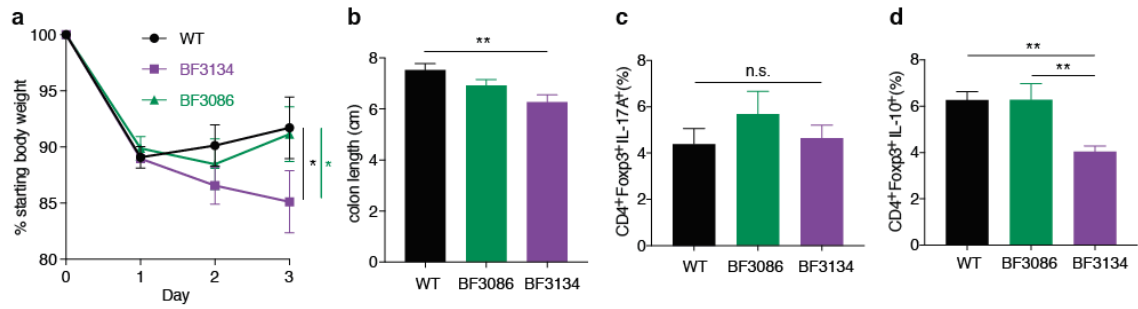 a
% starting body weight
100
95
90
85
80
0
1
2
3
Day
WT
BF3134
BF3086
*
*
b
colon length (cm)
8
6
4
2
0
**
WT
BF3086
BF3134
c
CD4+Foxp3+IL-17A+(%)
8
6
4
2
0
n.s.
WT
BF3086
BF3134
d
CD4+Foxp3+IL-10+(%)
8
6
4
2
0
**
**
WT
BF3086
BF3134